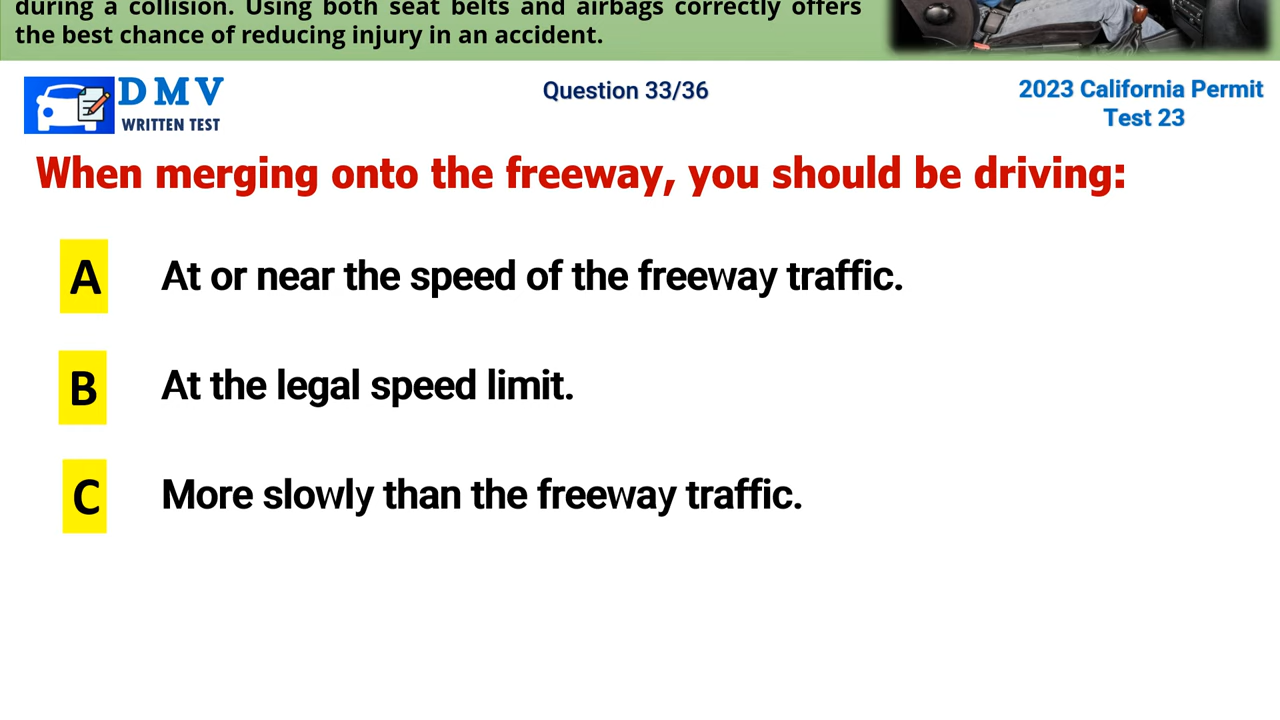 during a collision. Using both seat belts and airbags correctly offers
the best chance of reducing injury in an accident.
DMV
WRITTEN TEST
Question 33/36
2023 California Permit
Test 23
When merging onto the freeway, you should be driving:
A At or near the speed of the freeway traffic.
B At the legal speed limit.
C More slowly than the freeway traffic.